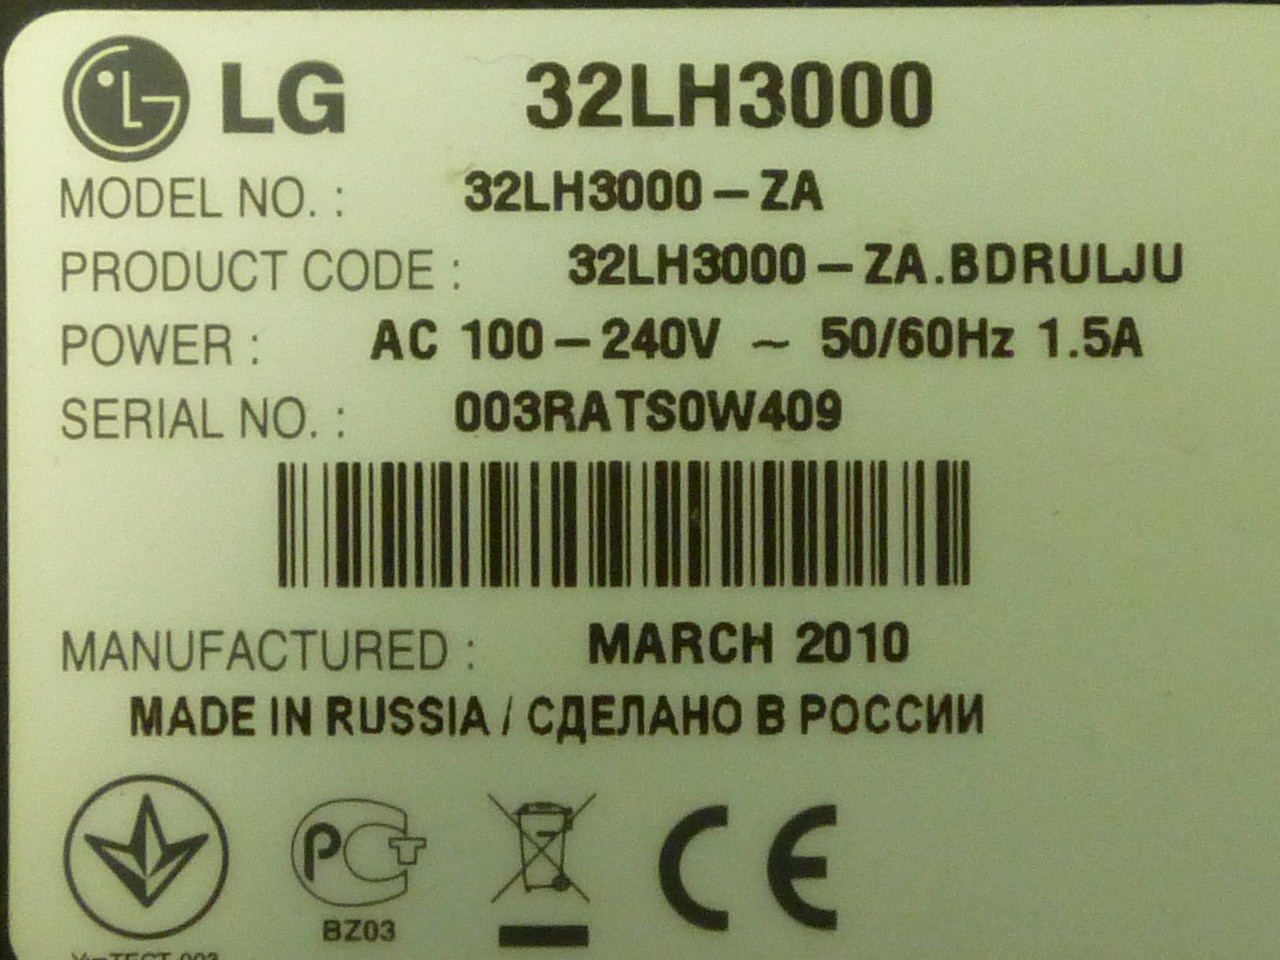 LG 32LH3000
MODEL NO. : 32LH3000-ZA
PRODUCT CODE : 32LH3000-ZA.BDRULJU
POWER : AC 100-240V ~ 50/60Hz 1.5A
SERIAL NO. : 003RATS0W409
MANUFACTURED : MARCH 2010
MADE IN RUSSIA / СДЕЛАНО В РОССИИ
РСТ
CE
BZ03